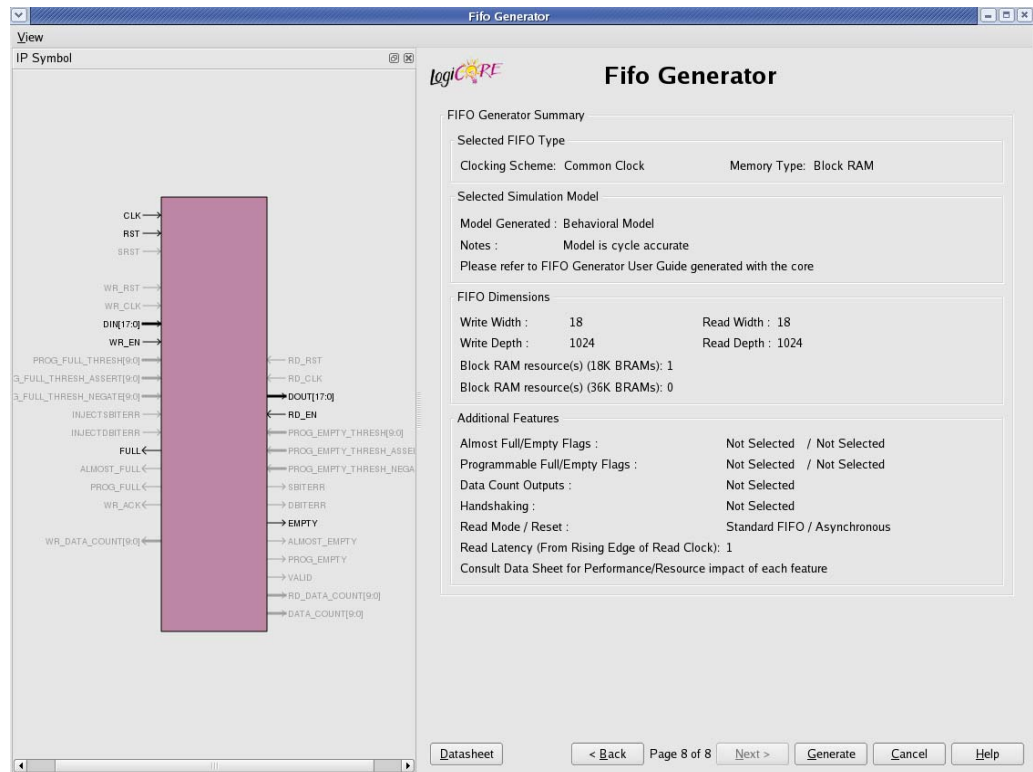 Fifo Generator
View
IP Symbol
CLK
RST
SRST
WR_RST
WR_CLK
DIN[17:0]
WR_EN
PROG_FULL_THRESH[9:0]
G_FULL_THRESH_ASSERT[9:0]
G_FULL_THRESH_NEGATE[9:0]
INJECTSBITERR
INJECTDBITERR
FULL
ALMOST_FULL
PROG_FULL
WR_ACK
WR_DATA_COUNT[9:0]
RD_RST
RD_CLK
DOUT[17:0]
RD_EN
PROG_EMPTY_THRESH[9:0]
PROG_EMPTY_THRESH_ASSE
PROG_EMPTY_THRESH_NEGA
SBITERR
DBITERR
EMPTY
ALMOST_EMPTY
PROG_EMPTY
VALID
RD_DATA_COUNT[9:0]
DATA_COUNT[9:0]
LogiCORE
Fifo Generator
FIFO Generator Summary
Selected FIFO Type
Clocking Scheme: Common Clock Memory Type: Block RAM
Selected Simulation Model
Model Generated : Behavioral Model
Notes : Model is cycle accurate
Please refer to FIFO Generator User Guide generated with the core
FIFO Dimensions
Write Width : 18 Read Width : 18
Write Depth : 1024 Read Depth : 1024
Block RAM resource(s) (18K BRAMs): 1
Block RAM resource(s) (36K BRAMs): 0
Additional Features
Almost Full/Empty Flags : Not Selected / Not Selected
Programmable Full/Empty Flags : Not Selected / Not Selected
Data Count Outputs : Not Selected
Handshaking : Not Selected
Read Mode / Reset : Standard FIFO / Asynchronous
Read Latency (From Rising Edge of Read Clock): 1
Consult Data Sheet for Performance/Resource impact of each feature
Datasheet < Back Page 8 of 8 Next > Generate Cancel Help